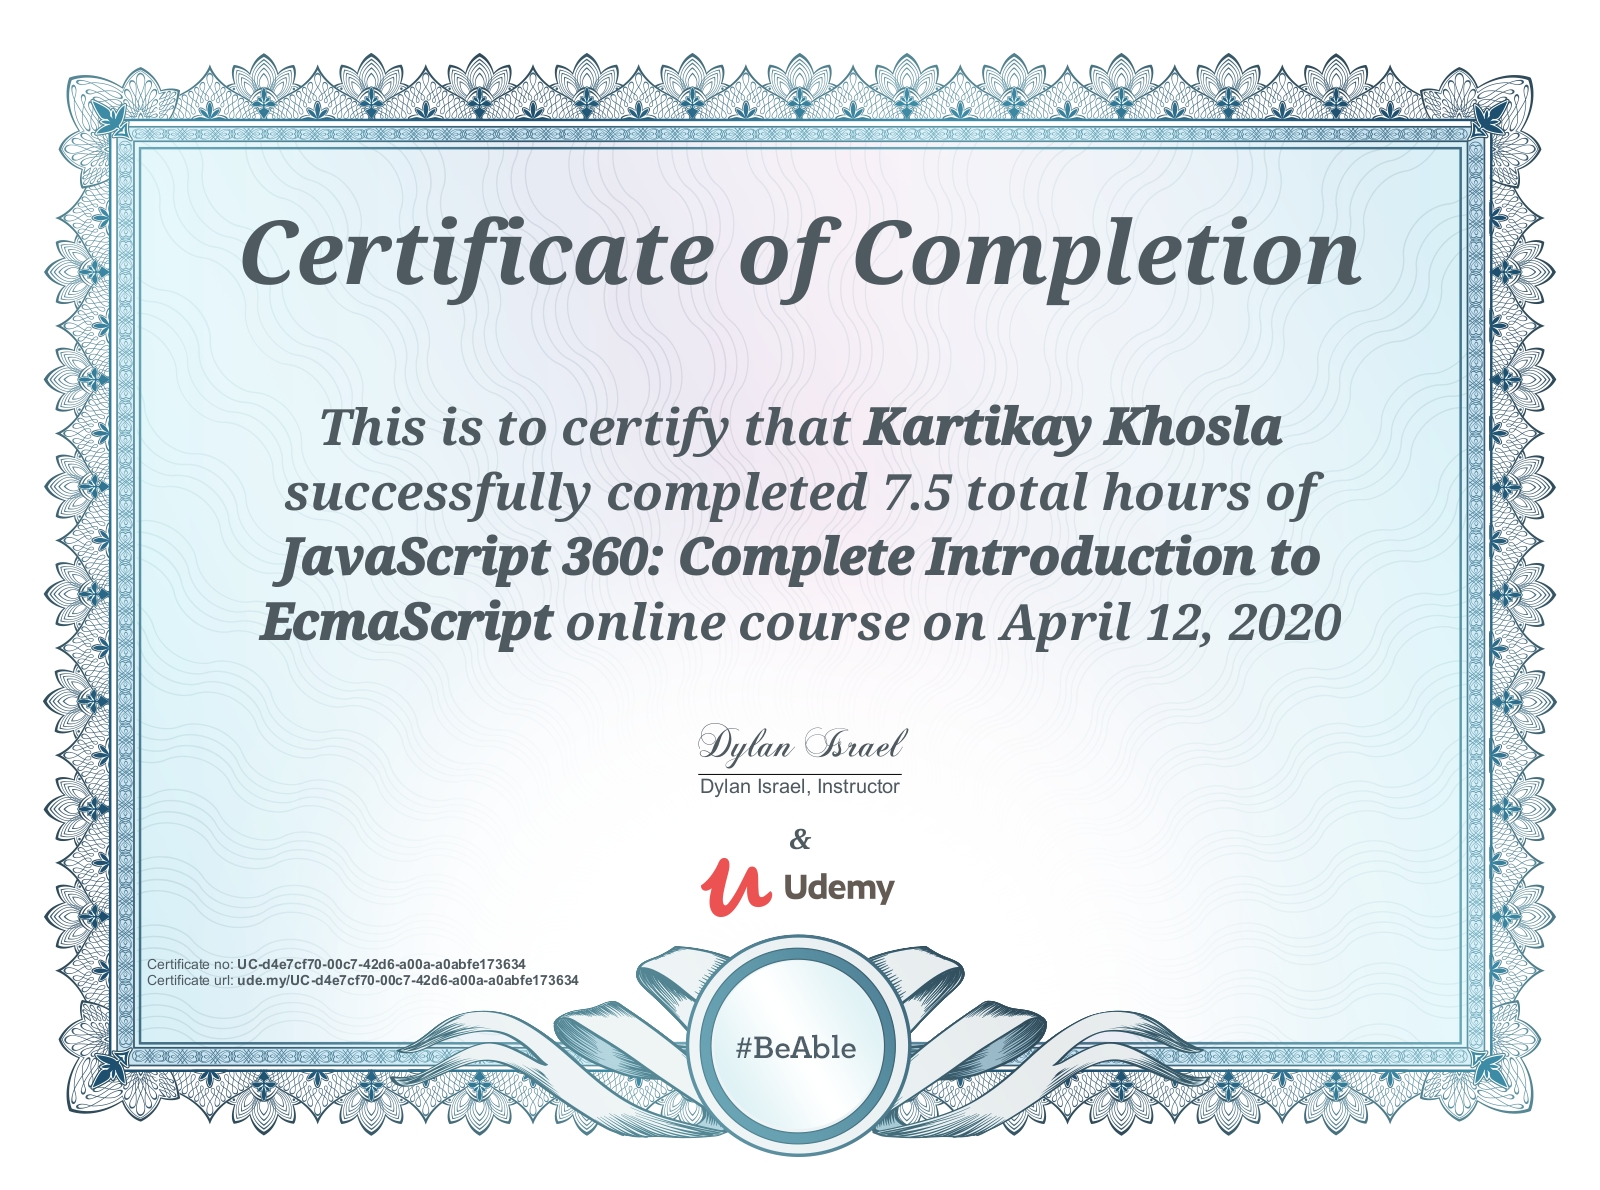 Certificate of Completion
This is to certify that Kartikay Khosla
successfully completed 7.5 total hours of
JavaScript 360: Complete Introduction to
EcmaScript online course on April 12, 2020
Dylan Israel
Dylan Israel, Instructor
&
Udemy
Certificate no: UC-d4e7cf70-00c7-42d6-a00a-a0abfe173634
Certificate url: ude.my/UC-d4e7cf70-00c7-42d6-a00a-a0abfe173634
#BeAble